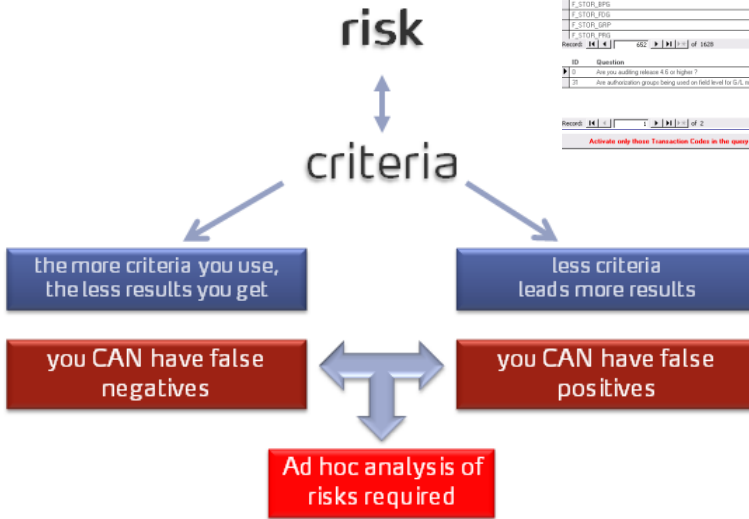 F_STOR_BPG
F_STOR_FDG
F_STOR_GRP
F_STOR_PRG
Record: 652 of 1628
ID Question
0 Are you auditing release 4.6 or higher ?
21 Are authorization groups being used on field level for G/L
Record: 1 of 2
Activate only those Transaction Codes in the query
risk
criteria
the more criteria you use,
the less results you get
less criteria
leads more results
you CAN have false
negatives
you CAN have false
positives
Ad hoc analysis of
risks required